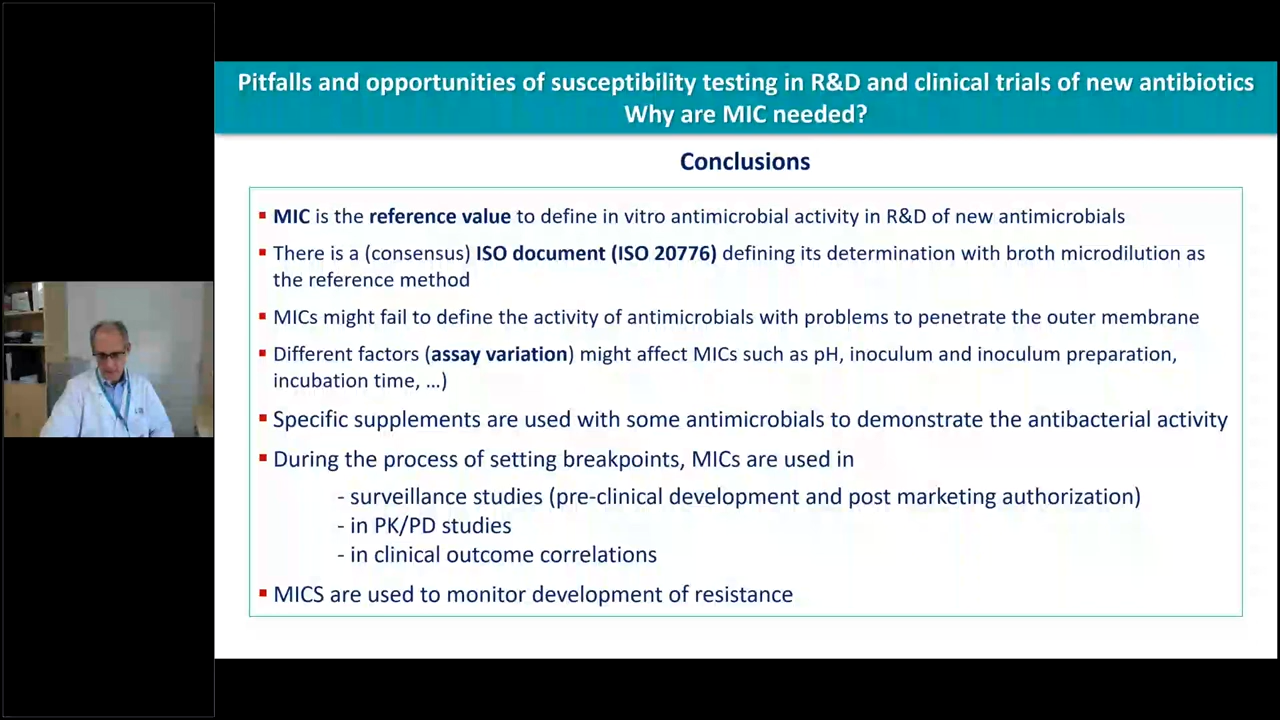 Pitfalls and opportunities of susceptibility testing in R&D and clinical trials of new antibiotics
Why are MIC needed?
Conclusions
▪ MIC is the reference value to define in vitro antimicrobial activity in R&D of new antimicrobials
▪ There is a (consensus) ISO document (ISO 20776) defining its determination with broth microdilution as
the reference method
▪ MICs might fail to define the activity of antimicrobials with problems to penetrate the outer membrane
▪ Different factors (assay variation) might affect MICs such as pH, inoculum and inoculum preparation,
incubation time, …)
▪ Specific supplements are used with some antimicrobials to demonstrate the antibacterial activity
▪ During the process of setting breakpoints, MICs are used in
- surveillance studies (pre-clinical development and post marketing authorization)
- in PK/PD studies
- in clinical outcome correlations
▪ MICS are used to monitor development of resistance